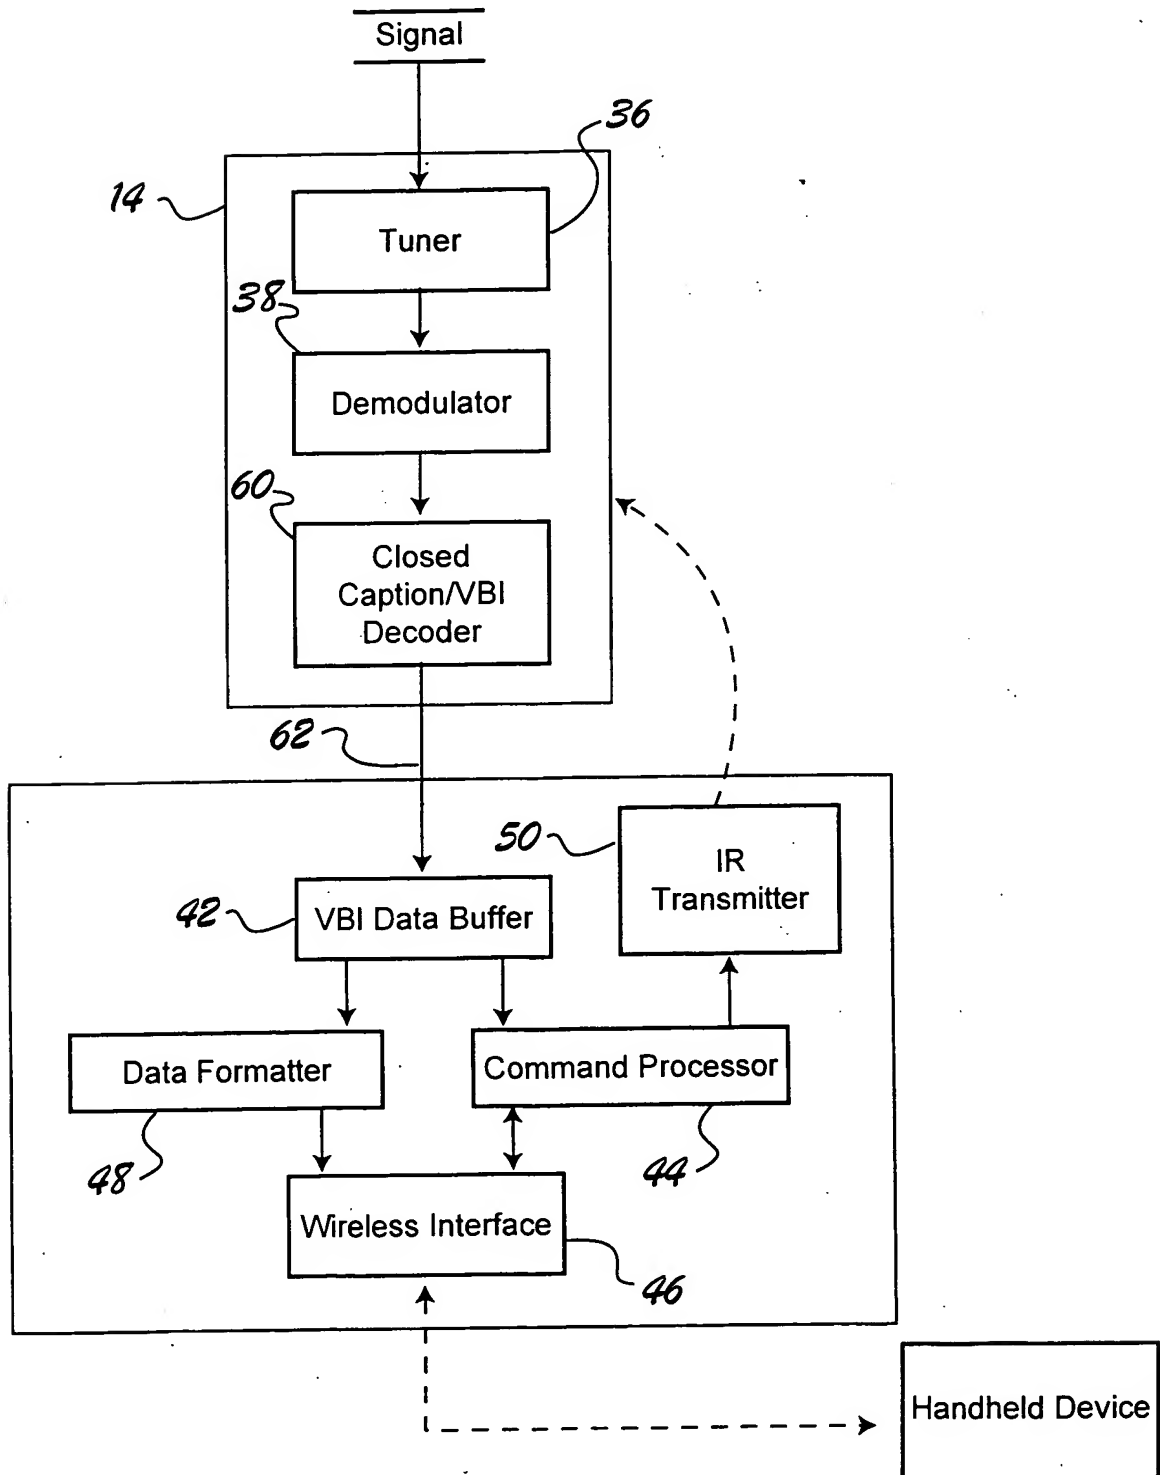 Signal
36
14
Tuner
38
Demodulator
60
Closed
Caption/VBI
Decoder
62
50
IR
Transmitter
42
VBI Data Buffer
Data Formatter
Command Processor
48
44
Wireless Interface
46
Handheld Device